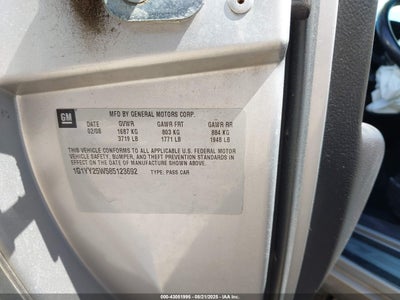 GM
MFD BY GENERAL MOTORS CORP.
DATE GVWR GAWR FRT GAWR RR
02/08 1687 KG 803 KG 884 KG
3719 LB 1771 LB 1948 LB
THIS VEHICLE CONFORMS TO ALL APPLICABLE U.S. FEDERAL MOTOR
VEHICLE SAFETY, BUMPER, AND THEFT PREVENTION STANDARDS IN
EFFECT ON THE DATE OF MANUFACTURE SHOWN ABOVE.
1G1YY25W585123692 TYPE: PASS CAR
000-43051995 - 08/21/2025 - AUTHORIZED